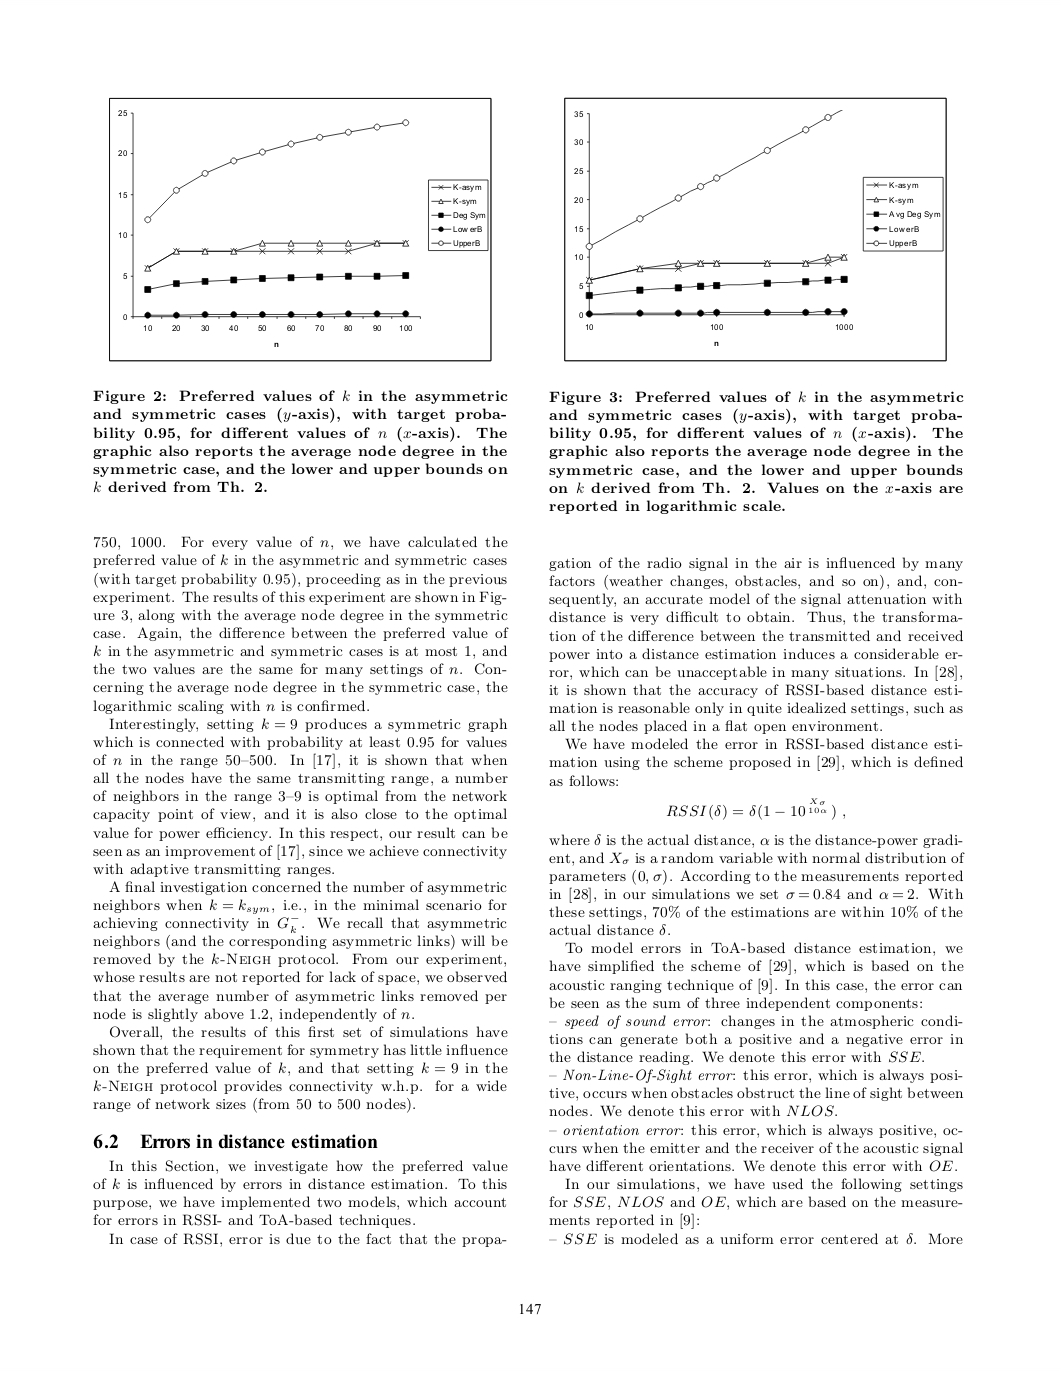 25
20
15
10
5
0
10 20 30 40 50 60 70 80 90 100
n
K-asym
K-sym
Deg Sym
LowerB
UpperB
Figure 2: Preferred values of k in the asymmetric
and symmetric cases (y-axis), with target proba-
bility 0.95, for different values of n (x-axis). The
graphic also reports the average node degree in the
symmetric case, and the lower and upper bounds on
k derived from Th. 2.
750, 1000. For every value of n, we have calculated the
preferred value of k in the asymmetric and symmetric cases
(with target probability 0.95), proceeding as in the previous
experiment. The results of this experiment are shown in Fig-
ure 3, along with the average node degree in the symmetric
case. Again, the difference between the preferred value of
k in the asymmetric and symmetric cases is at most 1, and
the two values are the same for many settings of n. Con-
cerning the average node degree in the symmetric case, the
logarithmic scaling with n is confirmed.
Interestingly, setting k = 9 produces a symmetric graph
which is connected with probability at least 0.95 for values
of n in the range 50–500. In [17], it is shown that when
all the nodes have the same transmitting range, a number
of neighbors in the range 3–9 is optimal from the network
capacity point of view, and it is also close to the optimal
value for power efficiency. In this respect, our result can be
seen as an improvement of [17], since we achieve connectivity
with adaptive transmitting ranges.
A final investigation concerned the number of asymmetric
neighbors when k = k_sym, i.e., in the minimal scenario for
achieving connectivity in G_k^-. We recall that asymmetric
neighbors (and the corresponding asymmetric links) will be
removed by the k-NEIGH protocol. From our experiment,
whose results are not reported for lack of space, we observed
that the average number of asymmetric links removed per
node is slightly above 1.2, independently of n.
Overall, the results of this first set of simulations have
shown that the requirement for symmetry has little influence
on the preferred value of k, and that setting k = 9 in the
k-NEIGH protocol provides connectivity w.h.p. for a wide
range of network sizes (from 50 to 500 nodes).
6.2 Errors in distance estimation
In this Section, we investigate how the preferred value
of k is influenced by errors in distance estimation. To this
purpose, we have implemented two models, which account
for errors in RSSI- and ToA-based techniques.
In case of RSSI, error is due to the fact that the propa-
35
30
25
20
15
10
5
0
10 100 1000
n
K-asym
K-sym
Avg Deg Sym
LowerB
UpperB
Figure 3: Preferred values of k in the asymmetric
and symmetric cases (y-axis), with target proba-
bility 0.95, for different values of n (x-axis). The
graphic also reports the average node degree in the
symmetric case, and the lower and upper bounds
on k derived from Th. 2. Values on the x-axis are
reported in logarithmic scale.
gation of the radio signal in the air is influenced by many
factors (weather changes, obstacles, and so on), and, con-
sequently, an accurate model of the signal attenuation with
distance is very difficult to obtain. Thus, the transforma-
tion of the difference between the transmitted and received
power into a distance estimation induces a considerable er-
ror, which can be unacceptable in many situations. In [28],
it is shown that the accuracy of RSSI-based distance esti-
mation is reasonable only in quite idealized settings, such as
all the nodes placed in a flat open environment.
We have modeled the error in RSSI-based distance esti-
mation using the scheme proposed in [29], which is defined
as follows:
RSSI(δ) = δ(1 − 10^(X_σ/10α)) ,
where δ is the actual distance, α is the distance-power gradi-
ent, and X_σ is a random variable with normal distribution of
parameters (0, σ). According to the measurements reported
in [28], in our simulations we set σ = 0.84 and α = 2. With
these settings, 70% of the estimations are within 10% of the
actual distance δ.
To model errors in ToA-based distance estimation, we
have simplified the scheme of [29], which is based on the
acoustic ranging technique of [9]. In this case, the error can
be seen as the sum of three independent components:
– speed of sound error: changes in the atmospheric condi-
tions can generate both a positive and a negative error in
the distance reading. We denote this error with SSE.
– Non-Line-Of-Sight error: this error, which is always posi-
tive, occurs when obstacles obstruct the line of sight between
nodes. We denote this error with NLOS.
– orientation error: this error, which is always positive, oc-
curs when the emitter and the receiver of the acoustic signal
have different orientations. We denote this error with OE.
In our simulations, we have used the following settings
for SSE, NLOS and OE, which are based on the measure-
ments reported in [9]:
– SSE is modeled as a uniform error centered at δ. More
147